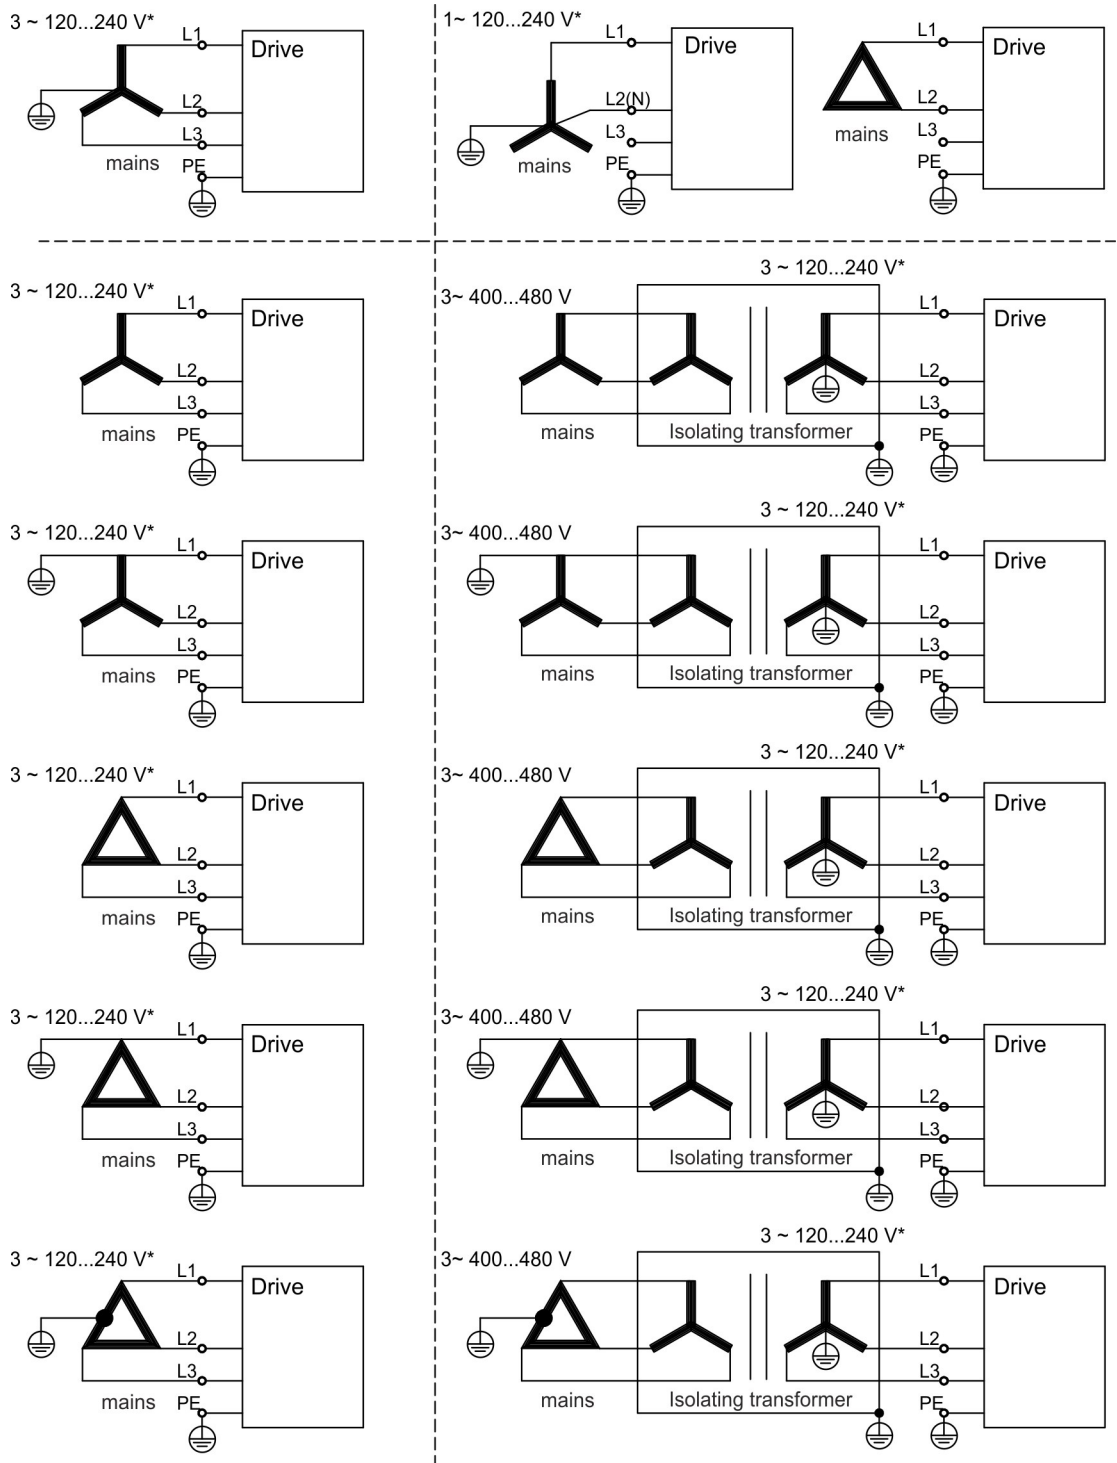 3 ~ 120...240 V*
L1
Drive
L2
L3
mains
PE
1~ 120...240 V*
L1
Drive
L2(N)
L3
mains
PE
L1
Drive
L2
mains
L3
PE
3 ~ 120...240 V*
L1
Drive
L2
L3
mains
PE
3 ~ 120...240 V*
3~ 400...480 V
L1
Drive
L2
L3
mains
Isolating transformer
PE
3 ~ 120...240 V*
L1
Drive
L2
L3
mains
PE
3 ~ 120...240 V*
3~ 400...480 V
L1
Drive
L2
L3
mains
Isolating transformer
PE
3 ~ 120...240 V*
L1
Drive
L2
L3
mains
PE
3 ~ 120...240 V*
3~ 400...480 V
L1
Drive
L2
L3
mains
Isolating transformer
PE
3 ~ 120...240 V*
L1
Drive
L2
L3
mains
PE
3 ~ 120...240 V*
3~ 400...480 V
L1
Drive
L2
L3
mains
Isolating transformer
PE
3 ~ 120...240 V*
L1
Drive
L2
L3
mains
PE
3 ~ 120...240 V*
3~ 400...480 V
L1
Drive
L2
L3
mains
Isolating transformer
PE